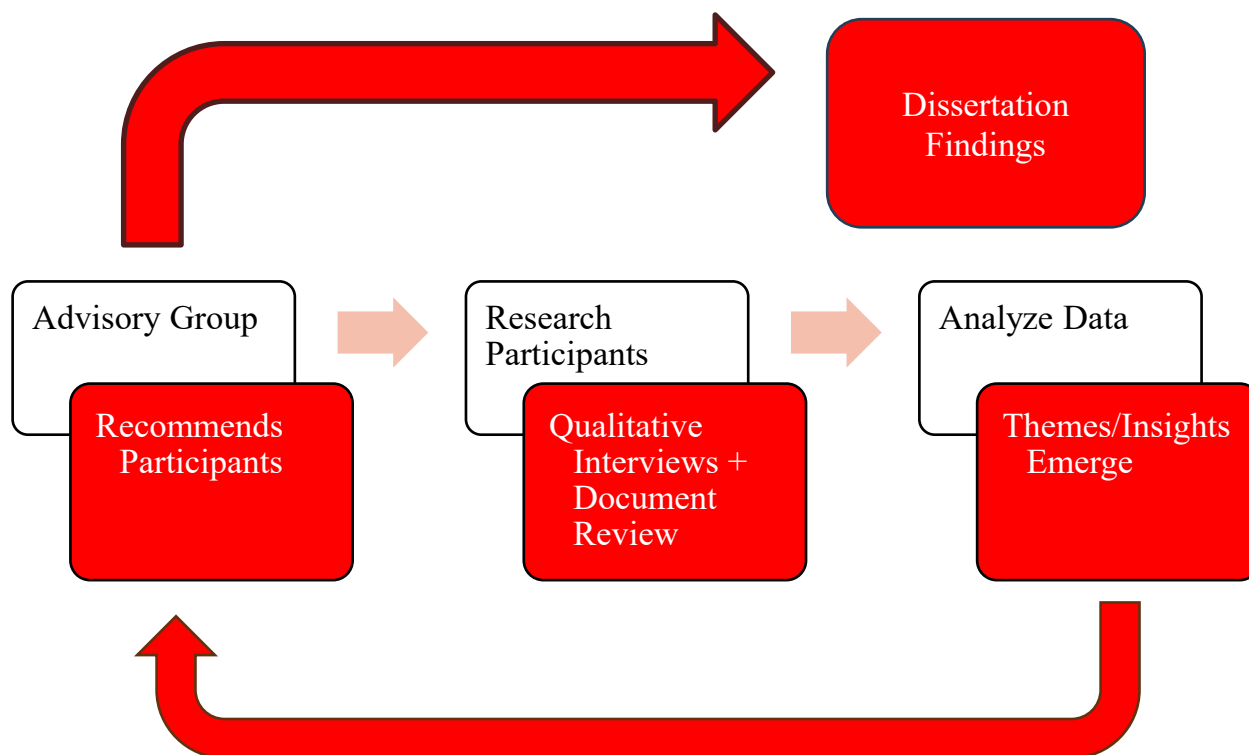 Dissertation
Findings
Advisory Group
Recommends
Participants
Research
Participants
Qualitative
Interviews +
Document
Review
Analyze Data
Themes/Insights
Emerge